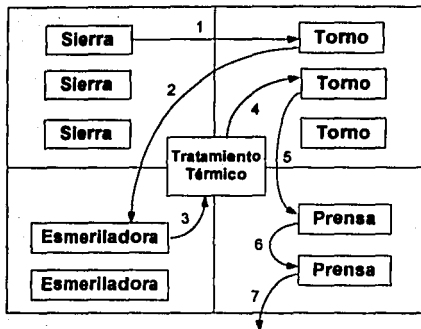 Sierra
1
Torno
2
Sierra
4
Torno
Sierra
Torno
Tratamiento
Térmico
5
3
Esmeriladora
Prensa
6
Esmeriladora
Prensa
7